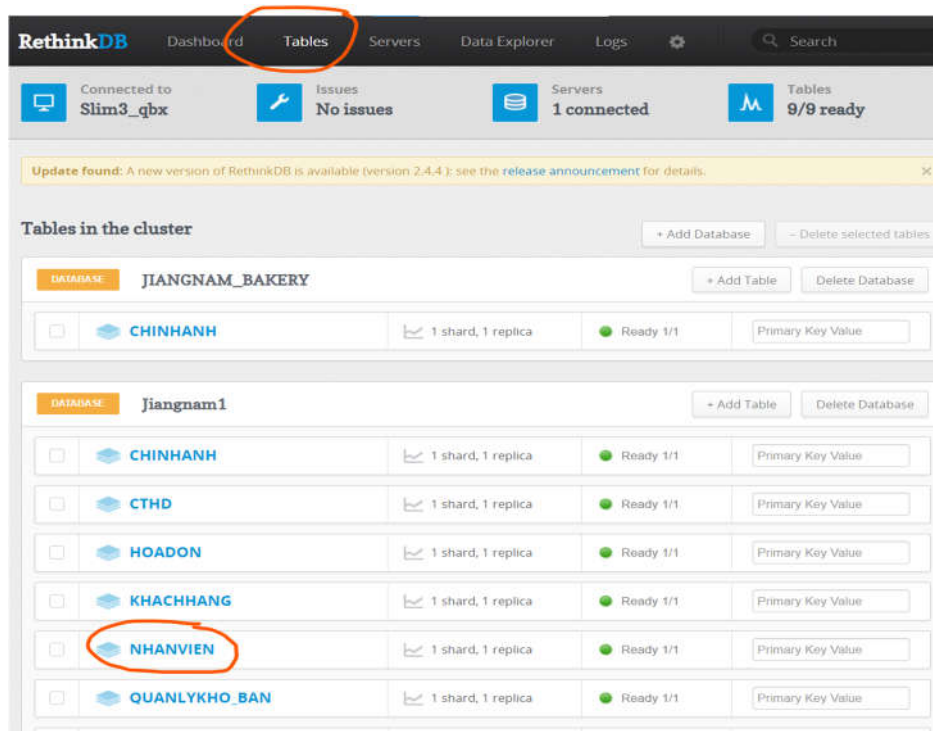 RethinkDB Dashboard Tables Servers Data Explorer Logs Search
Connected to Issues Servers Tables
Slim3_qbx No issues 1 connected 9/9 ready
Update found: A new version of RethinkDB is available (version 2.4.4 ): see the release announcement for details. ×
Tables in the cluster + Add Database − Delete selected tables
DATABASE JIANGNAM_BAKERY + Add Table Delete Database
CHINHANH 1 shard, 1 replica Ready 1/1 Primary Key Value
DATABASE Jiangnam1 + Add Table Delete Database
CHINHANH 1 shard, 1 replica Ready 1/1 Primary Key Value
CTHD 1 shard, 1 replica Ready 1/1 Primary Key Value
HOADON 1 shard, 1 replica Ready 1/1 Primary Key Value
KHACHHANG 1 shard, 1 replica Ready 1/1 Primary Key Value
NHANVIEN 1 shard, 1 replica Ready 1/1 Primary Key Value
QUANLYKHO_BAN 1 shard, 1 replica Ready 1/1 Primary Key Value